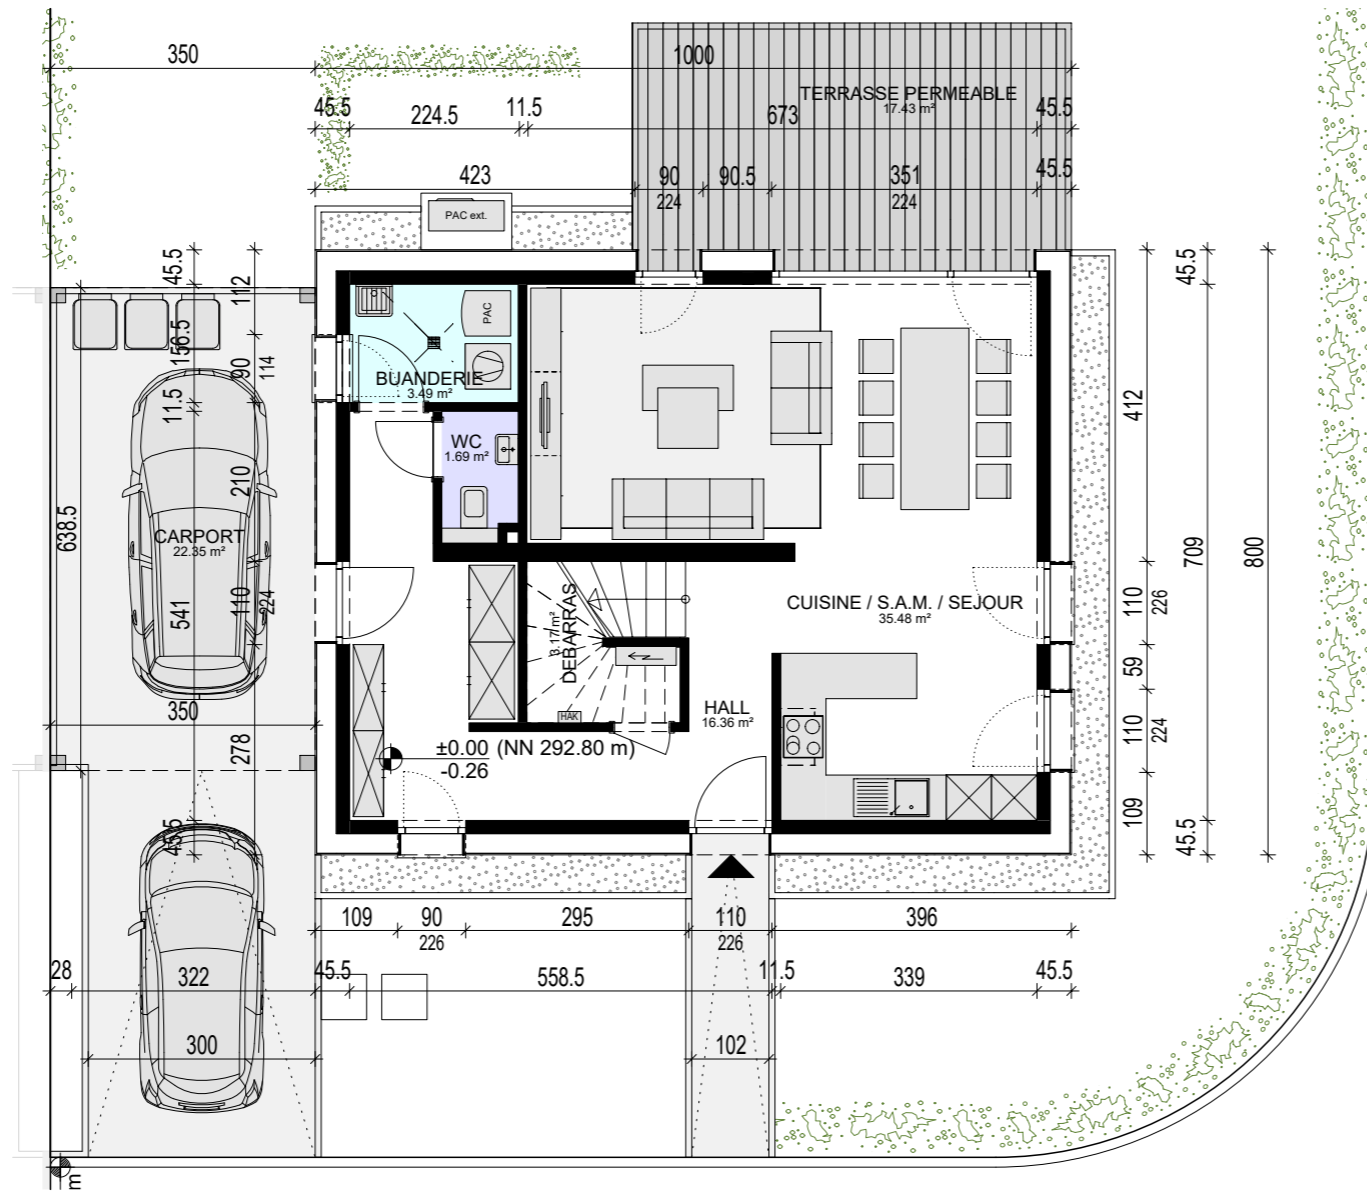 350
1000
45.5
224.5
11.5
TERRASSE PERMEABLE
17.43 m²
673
45.5
423
90
224
90.5
351
224
45.5
PAC ext.
45.5
112
156.5
90
114
11.5
210
638.5
CARPORT
22.35 m²
541
110
224
350
278
45.5
PAC
BUANDERIE
3.49 m²
WC
1.69 m²
DEBARRAS
3.17 m²
HAK
CUISINE / S.A.M. / SEJOUR
35.48 m²
HALL
16.36 m²
±0.00 (NN 292.80 m)
-0.26
45.5
412
709
800
110
226
59
110
224
109
45.5
109
90
226
295
110
226
396
28
322
45.5
558.5
11.5
339
45.5
300
102
m